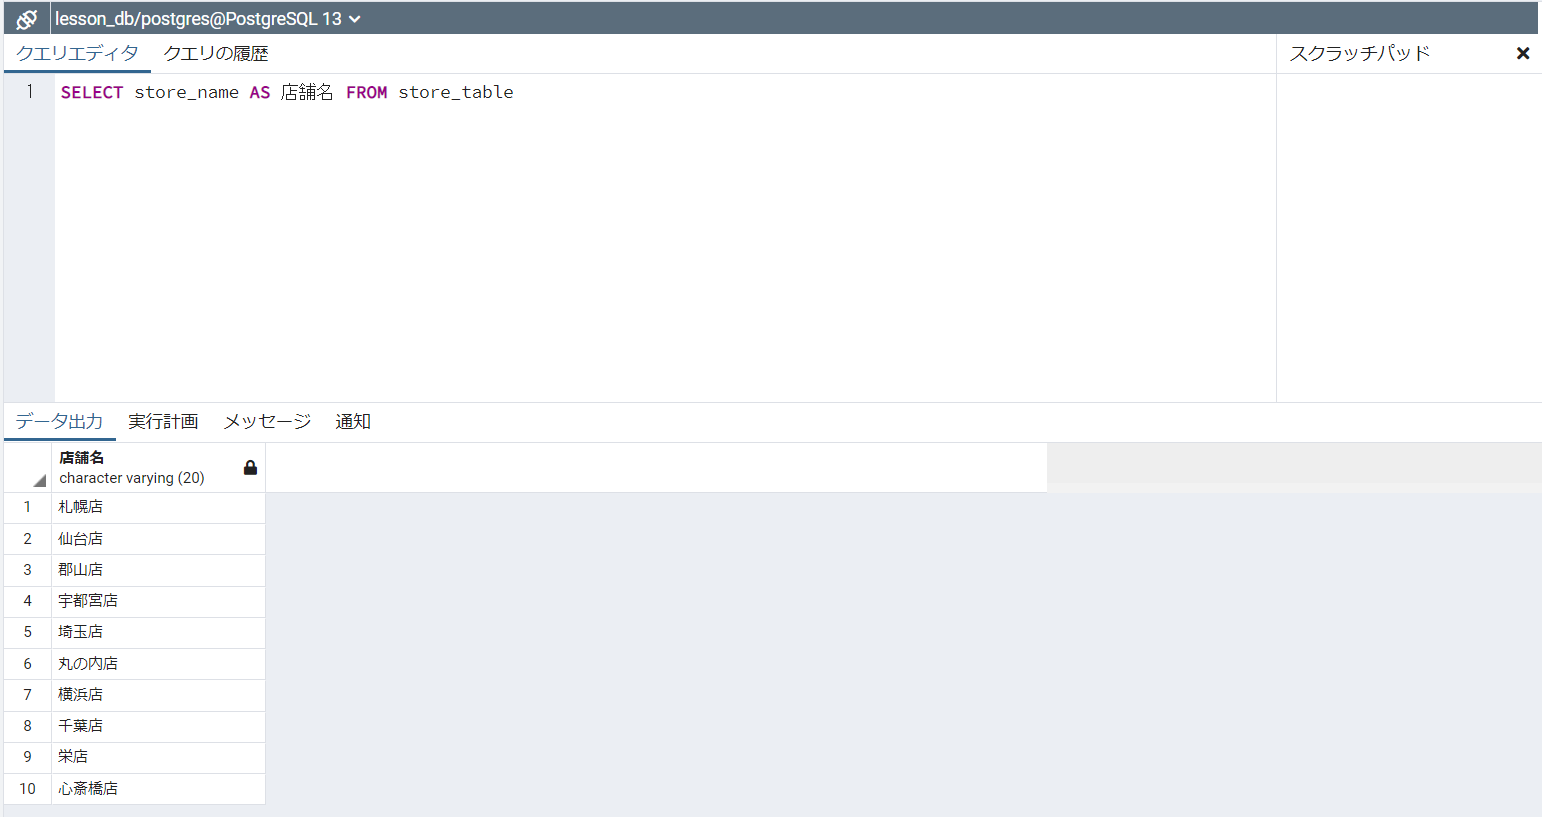 lesson_db/postgres@PostgreSQL 13
クエリエディタ クエリの履歴 スクラッチパッド
1 SELECT store_name AS 店舗名 FROM store_table
データ出力 実行計画 メッセージ 通知
店舗名
character varying (20)
1 札幌店
2 仙台店
3 郡山店
4 宇都宮店
5 埼玉店
6 丸の内店
7 横浜店
8 千葉店
9 栄店
10 心斎橋店